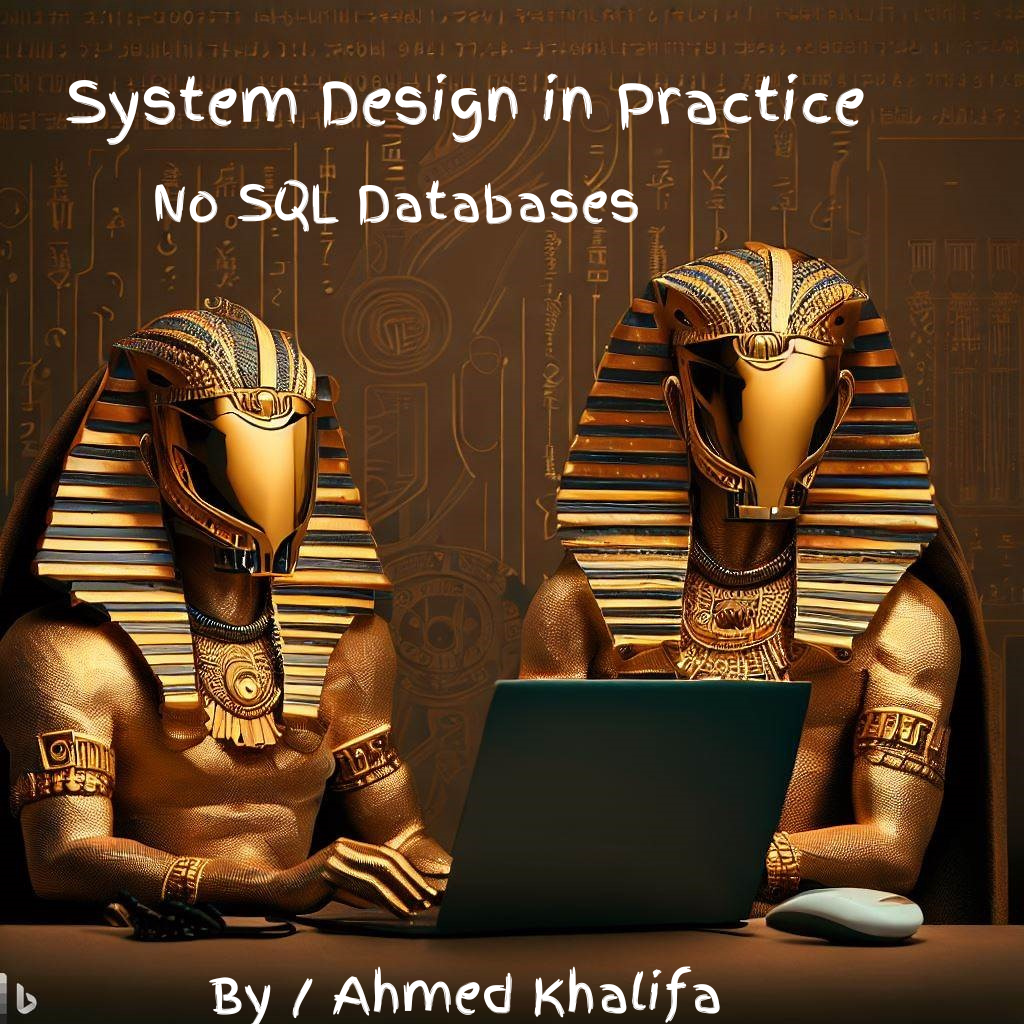 System Design in Practice
No SQL Databases
By / Ahmed Khalifa
b